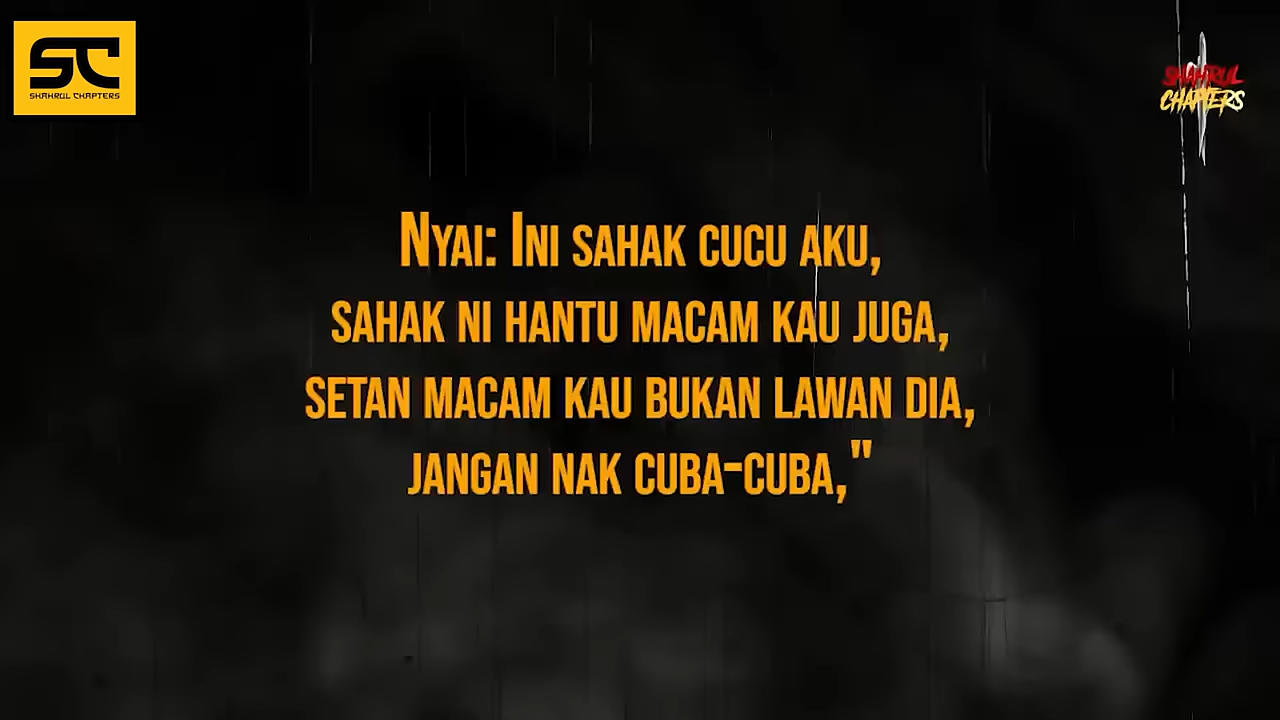 ST
SHAHRUL CHAPTERS
SHAHRUL
CHAPTERS
NYAI: INI SAHAK CUCU AKU,
SAHAK NI HANTU MACAM KAU JUGA,
SETAN MACAM KAU BUKAN LAWAN DIA,
JANGAN NAK CUBA-CUBA,"